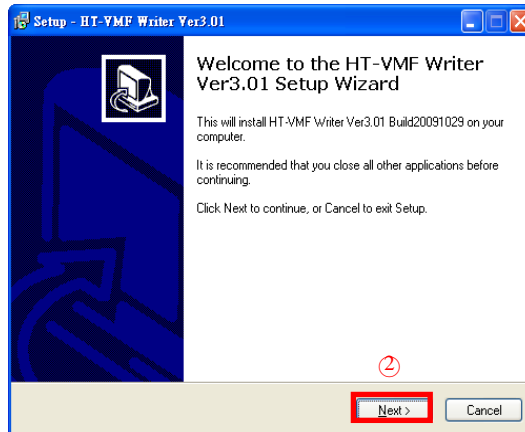 Setup - HT-VMF Writer Ver3.01
Welcome to the HT-VMF Writer
Ver3.01 Setup Wizard
This will install HT-VMF Writer Ver3.01 Build20091029 on your
computer.
It is recommended that you close all other applications before
continuing.
Click Next to continue, or Cancel to exit Setup.
2
Next > Cancel